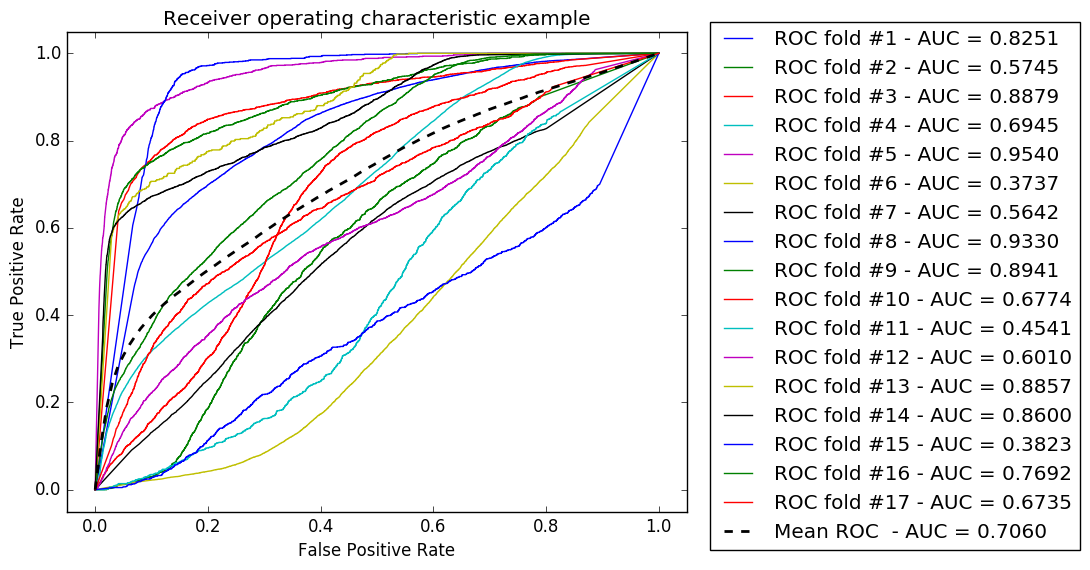 Receiver operating characteristic example
True Positive Rate
1.0
0.8
0.6
0.4
0.2
0.0
0.0 0.2 0.4 0.6 0.8 1.0
False Positive Rate
ROC fold #1 - AUC = 0.8251
ROC fold #2 - AUC = 0.5745
ROC fold #3 - AUC = 0.8879
ROC fold #4 - AUC = 0.6945
ROC fold #5 - AUC = 0.9540
ROC fold #6 - AUC = 0.3737
ROC fold #7 - AUC = 0.5642
ROC fold #8 - AUC = 0.9330
ROC fold #9 - AUC = 0.8941
ROC fold #10 - AUC = 0.6774
ROC fold #11 - AUC = 0.4541
ROC fold #12 - AUC = 0.6010
ROC fold #13 - AUC = 0.8857
ROC fold #14 - AUC = 0.8600
ROC fold #15 - AUC = 0.3823
ROC fold #16 - AUC = 0.7692
ROC fold #17 - AUC = 0.6735
Mean ROC  - AUC = 0.7060